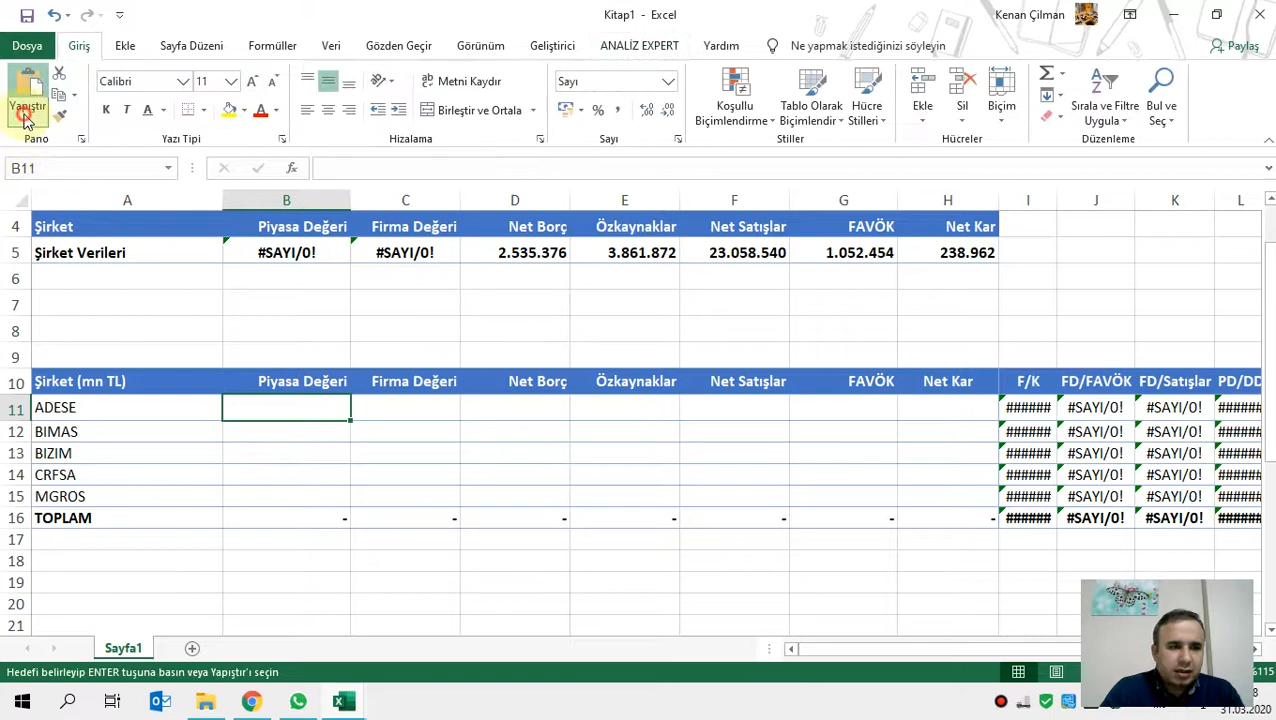 Kitap1 - Excel
Kenan Çilman
Dosya Giriş Ekle Sayfa Düzeni Formüller Veri Gözden Geçir Görünüm Geliştirici ANALİZ EXPERT Yardım Ne yapmak istediğinizi söyleyin Paylaş
Yapıştır
Calibri 11
Metni Kaydır
Sayı
Koşullu Biçimlendirme
Tablo Olarak Biçimlendir
Hücre Stilleri
Ekle Sil Biçim
Sırala ve Filtre Uygula
Bul ve Seç
K T A
Birleştir ve Ortala
%
Pano Yazı Tipi Hizalama Sayı Stiller Hücreler Düzenleme
B11 fx
A B C D E F G H I J K L
4 Şirket Piyasa Değeri Firma Değeri Net Borç Özkaynaklar Net Satışlar FAVÖK Net Kar
5 Şirket Verileri #SAYI/0! #SAYI/0! 2.535.376 3.861.872 23.058.540 1.052.454 238.962
6
7
8
9
10 Şirket (mn TL) Piyasa Değeri Firma Değeri Net Borç Özkaynaklar Net Satışlar FAVÖK Net Kar F/K FD/FAVÖK FD/Satışlar PD/DD
11 ADESE ###### #SAYI/0! #SAYI/0! ######
12 BIMAS ###### #SAYI/0! #SAYI/0! ######
13 BIZIM ###### #SAYI/0! #SAYI/0! ######
14 CRFSA ###### #SAYI/0! #SAYI/0! ######
15 MGROS ###### #SAYI/0! #SAYI/0! ######
16 TOPLAM - - - - - - - ###### #SAYI/0! #SAYI/0! ######
17
18
19
20
21
Sayfa1
Hedefi belirleyip ENTER tuşuna basın veya Yapıştır'ı seçin
%115
31.03.2020